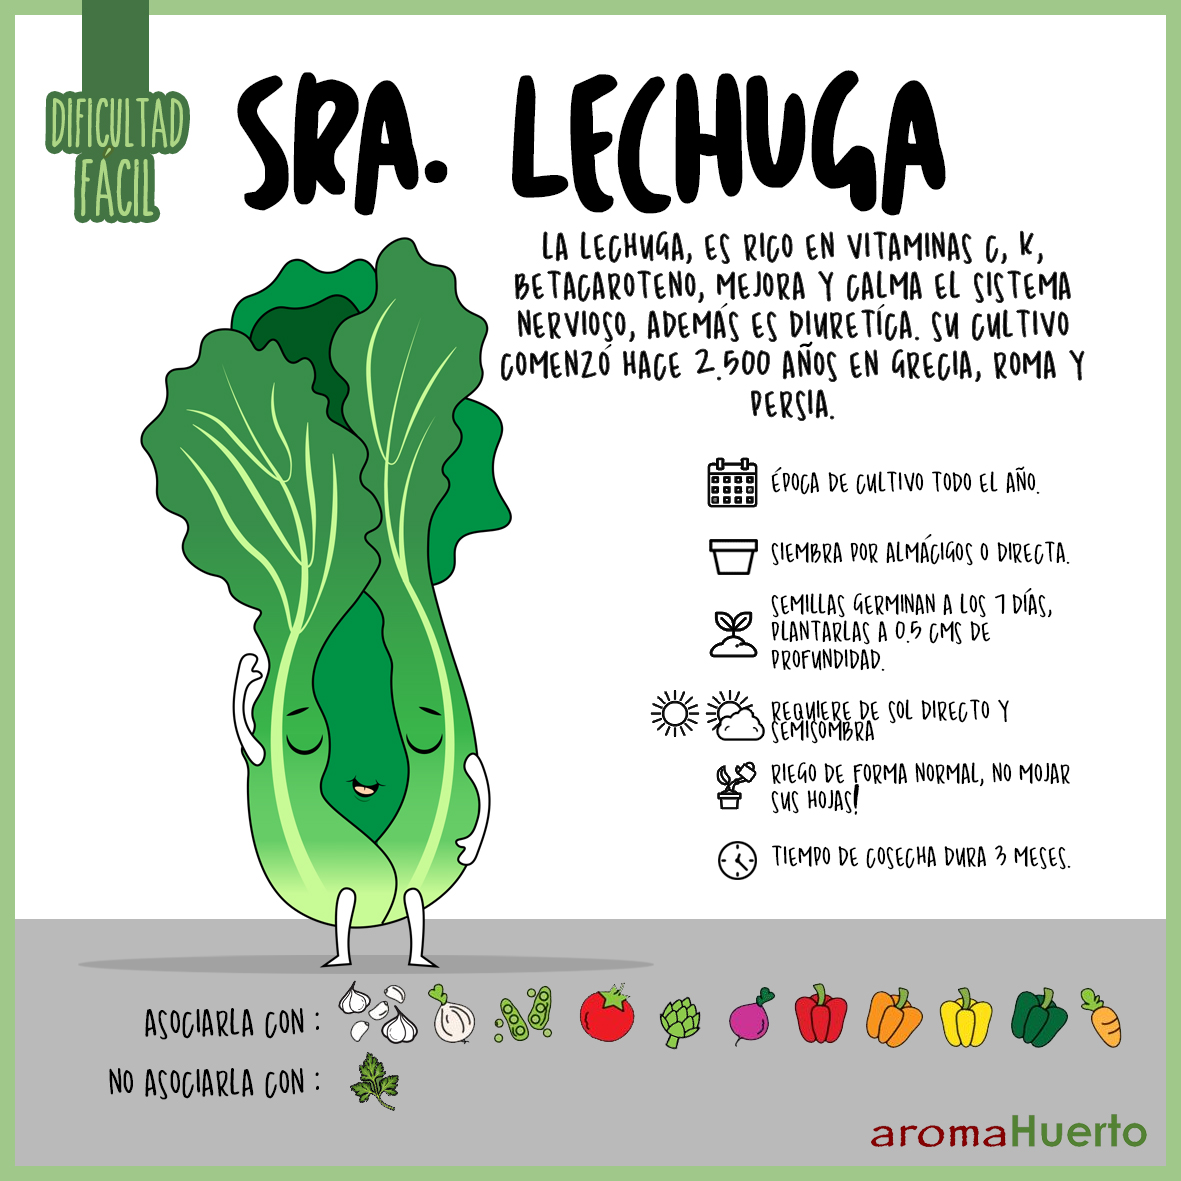 DIFICULTAD
FÁCIL
SRA. LECHUGA
LA LECHUGA, ES RICO EN VITAMINAS C, K,
BETACAROTENO, MEJORA Y CALMA EL SISTEMA
NERVIOSO, ADEMÁS ES DIURETÍCA. SU CULTIVO
COMENZÓ HACE 2.500 AÑOS EN GRECIA, ROMA Y
PERSIA.
ÉPOCA DE CULTIVO TODO EL AÑO.
SIEMBRA POR ALMÁCIGOS O DIRECTA.
SEMILLAS GERMINAN A LOS 7 DÍAS,
PLANTARLAS A 0.5 CMS DE
PROFUNDIDAD.
REQUIERE DE SOL DIRECTO Y
SEMISOMBRA
RIEGO DE FORMA NORMAL, NO MOJAR
SUS HOJAS!
TIEMPO DE COSECHA DURA 3 MESES.
ASOCIARLA CON :
NO ASOCIARLA CON :
aromaHuerto